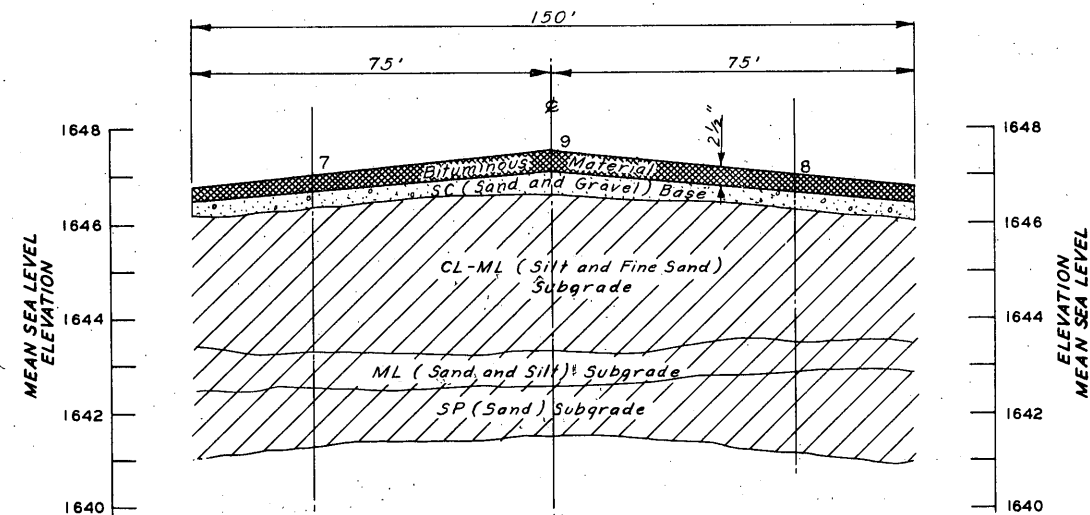 150'
75'
75'
℄
2½"
1648
1648
7
9
8
Bituminous Material
SC (Sand and Gravel) Base
1646
1646
MEAN SEA LEVEL
ELEVATION
ELEVATION
MEAN SEA LEVEL
CL-ML (Silt and Fine Sand)
Subgrade
1644
1644
ML (Sand and Silt) Subgrade
SP (Sand) Subgrade
1642
1642
1640
1640